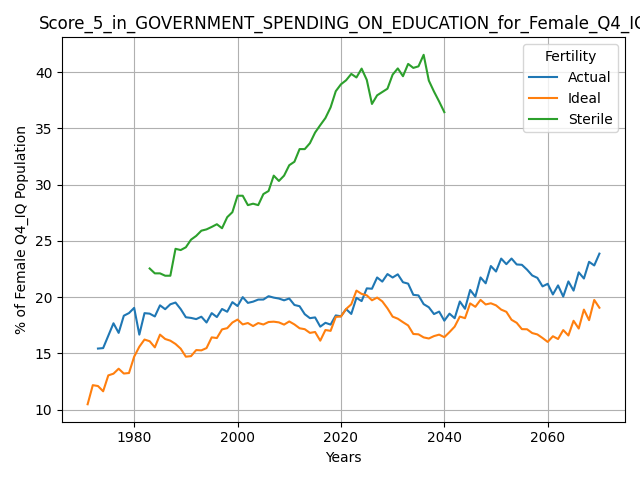 Score_5_in_GOVERNMENT_SPENDING_ON_EDUCATION_for_Female_Q4_IQ
Fertility
Actual
Ideal
Sterile
% of Female Q4_IQ Population
40
35
30
25
20
15
10
1980
2000
2020
2040
2060
Years